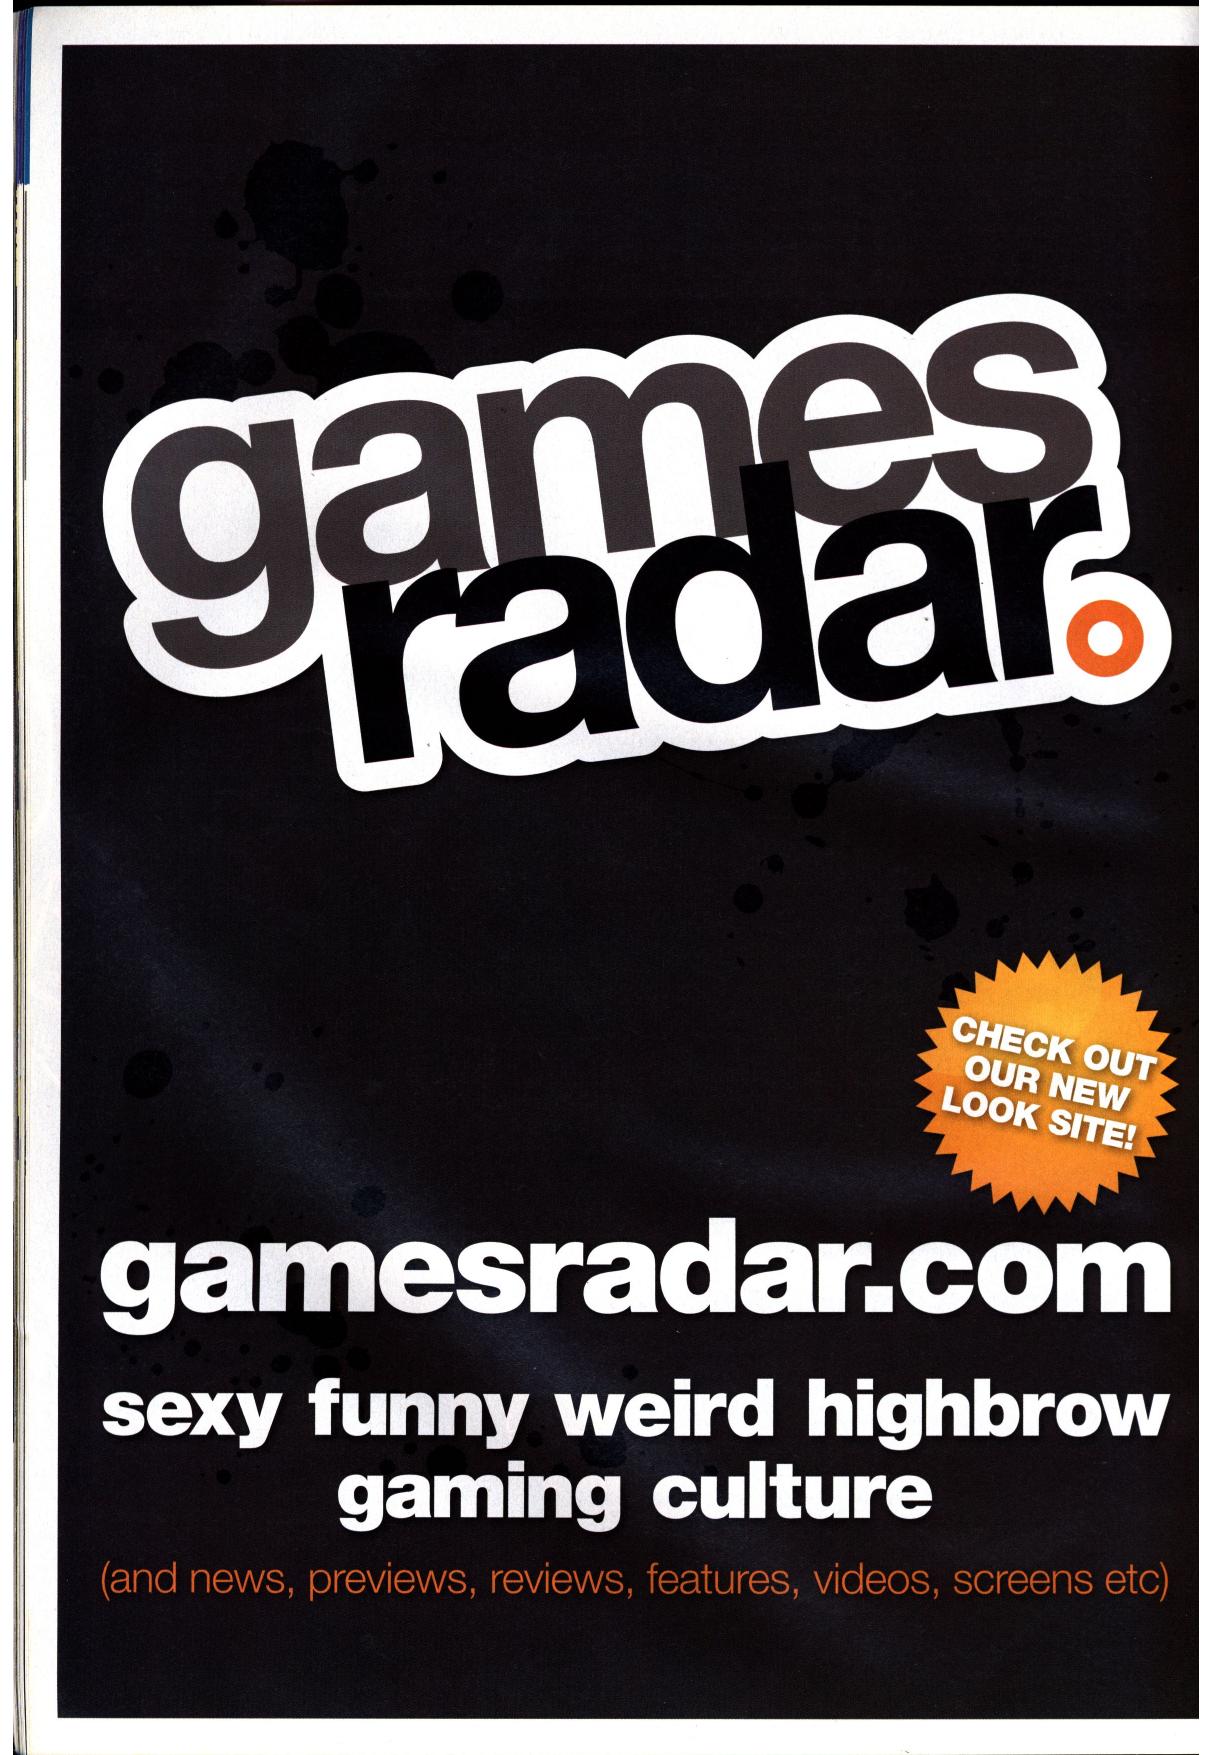 games
radar.
CHECK OUT
OUR NEW
LOOK SITE!
gamesradar.com
sexy funny weird highbrow
gaming culture
(and news, previews, reviews, features, videos, screens etc)